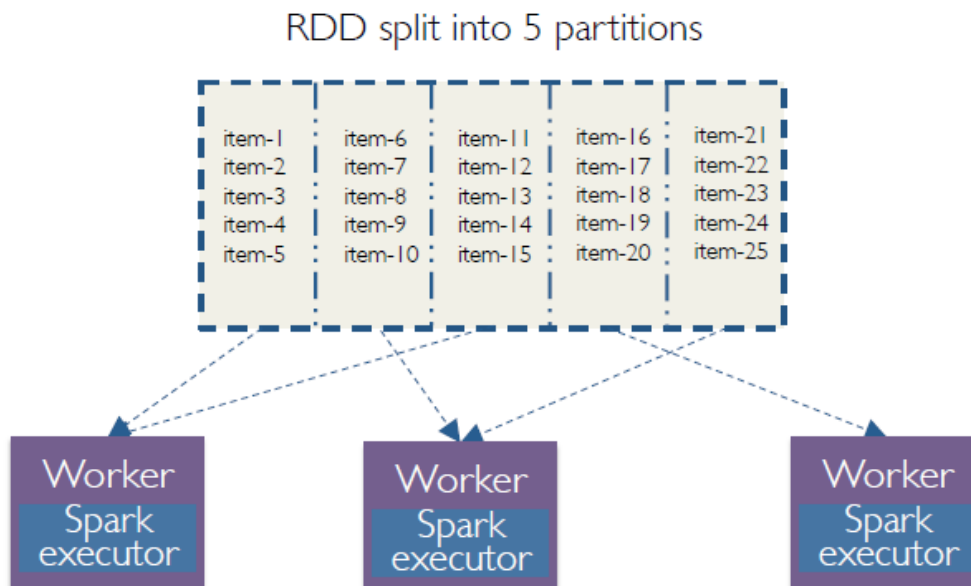 RDD split into 5 partitions
item-1
item-2
item-3
item-4
item-5
item-6
item-7
item-8
item-9
item-10
item-11
item-12
item-13
item-14
item-15
item-16
item-17
item-18
item-19
item-20
item-21
item-22
item-23
item-24
item-25
Worker
Spark
executor
Worker
Spark
executor
Worker
Spark
executor